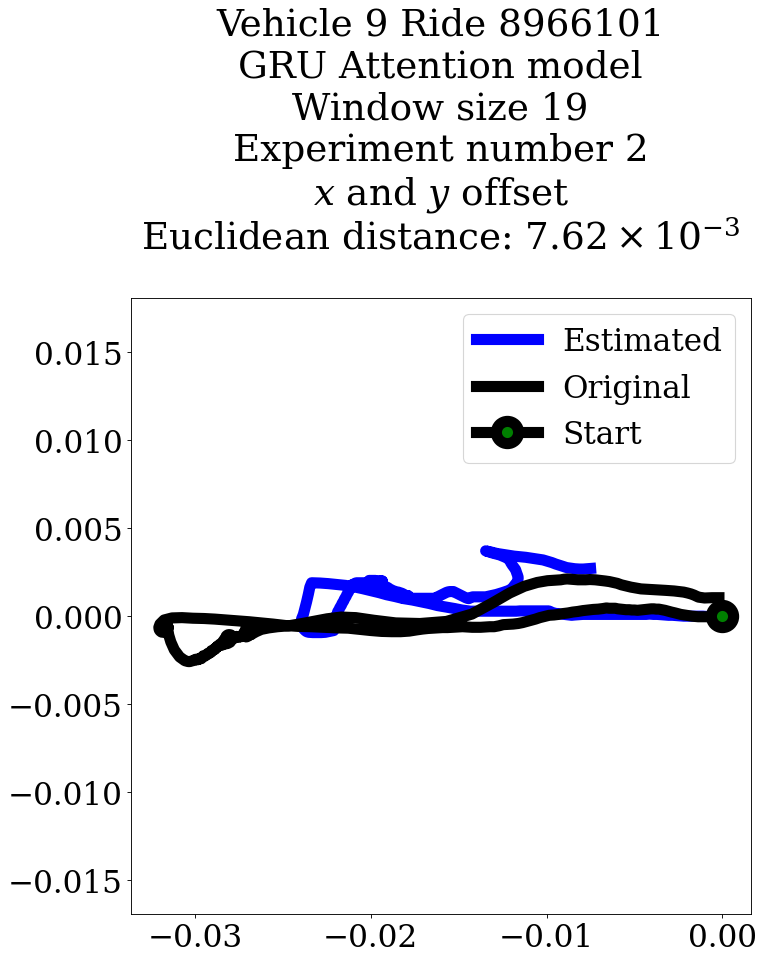 Vehicle 9 Ride 8966101
GRU Attention model
Window size 19
Experiment number 2
x and y offset
Euclidean distance: 7.62 × 10⁻³
Estimated
Original
Start
0.015
0.010
0.005
0.000
−0.005
−0.010
−0.015
−0.03
−0.02
−0.01
0.00